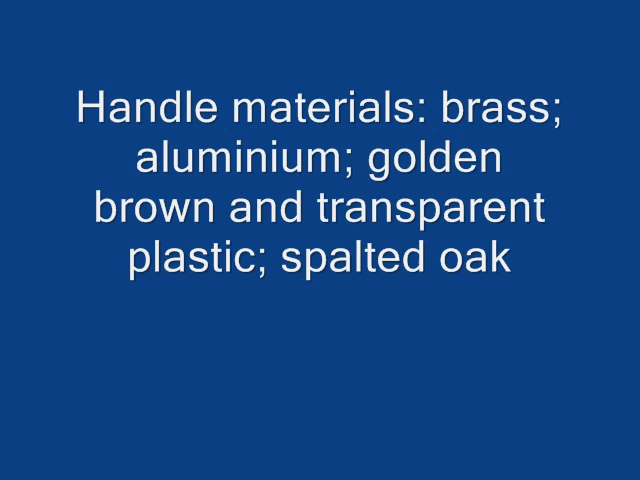 Handle materials: brass;
aluminium; golden
brown and transparent
plastic; spalted oak